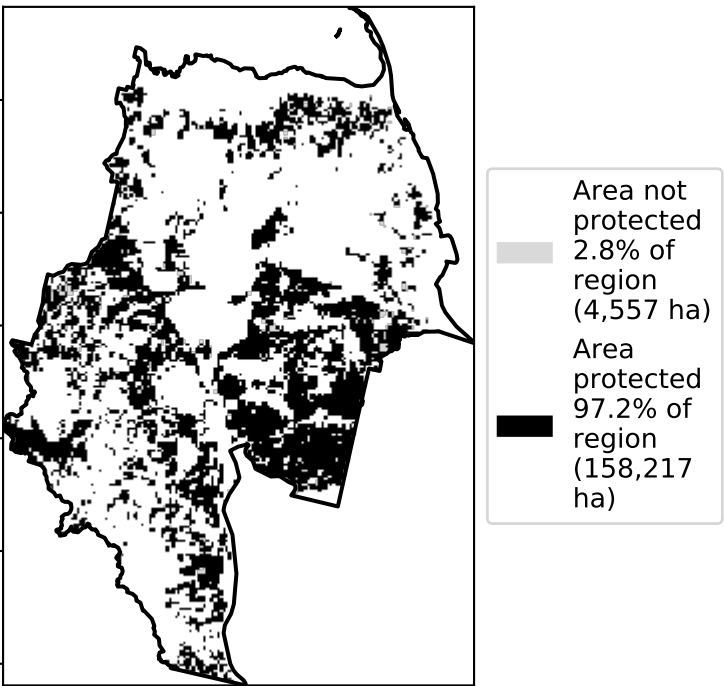 Area not
protected
2.8% of
region
(4,557 ha)
Area
protected
97.2% of
region
(158,217
ha)